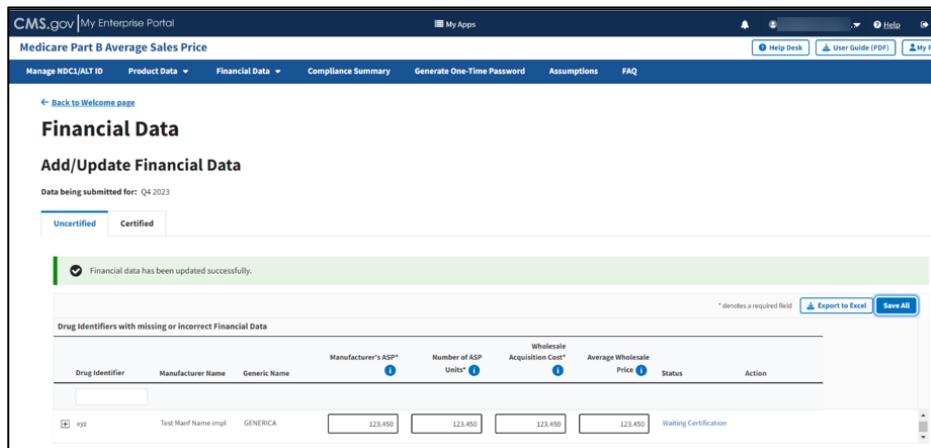 CMS.gov My Enterprise Portal My Apps Help
Medicare Part B Average Sales Price Help Desk User Guide (PDF) My
Manage NDC1/ALT ID Product Data Financial Data Compliance Summary Generate One-Time Password Assumptions FAQ
← Back to Welcome page
Financial Data
Add/Update Financial Data
Data being submitted for: Q4 2023
Uncertified Certified
Financial data has been updated successfully.
* denotes a required field Export to Excel Save All
Drug Identifiers with missing or incorrect Financial Data
Drug Identifier Manufacturer Name Generic Name Manufacturer's ASP* Number of ASP Units* Wholesale Acquisition Cost* Average Wholesale Price Status Action
xyz Test Manf Name impl GENERICA 123.450 123.450 123.450 123.450 Waiting Certification